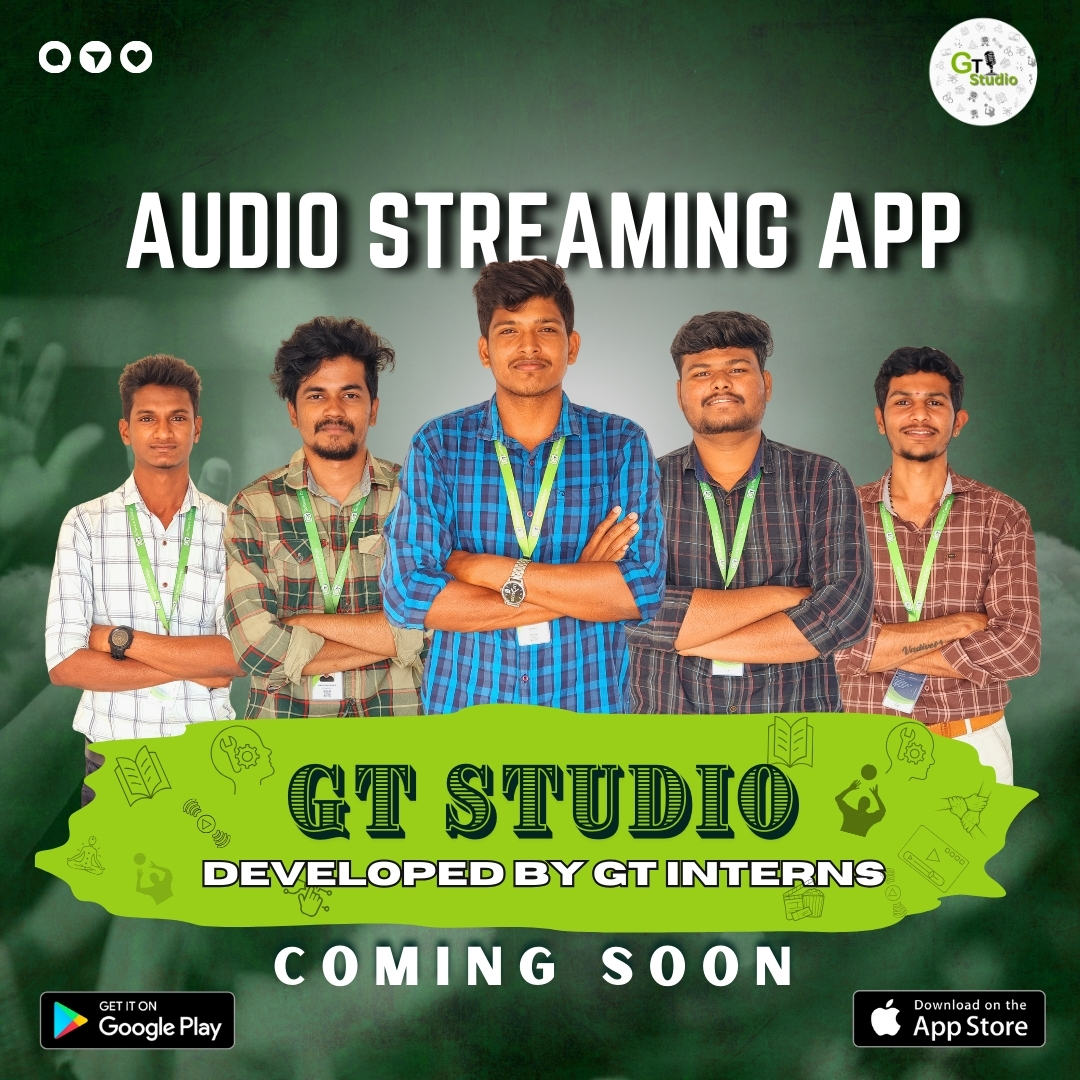 GT
Studio
AUDIO STREAMING APP
GT STUDIO
DEVELOPED BY GT INTERNS
COMING SOON
GET IT ON
Google Play
Download on the
App Store